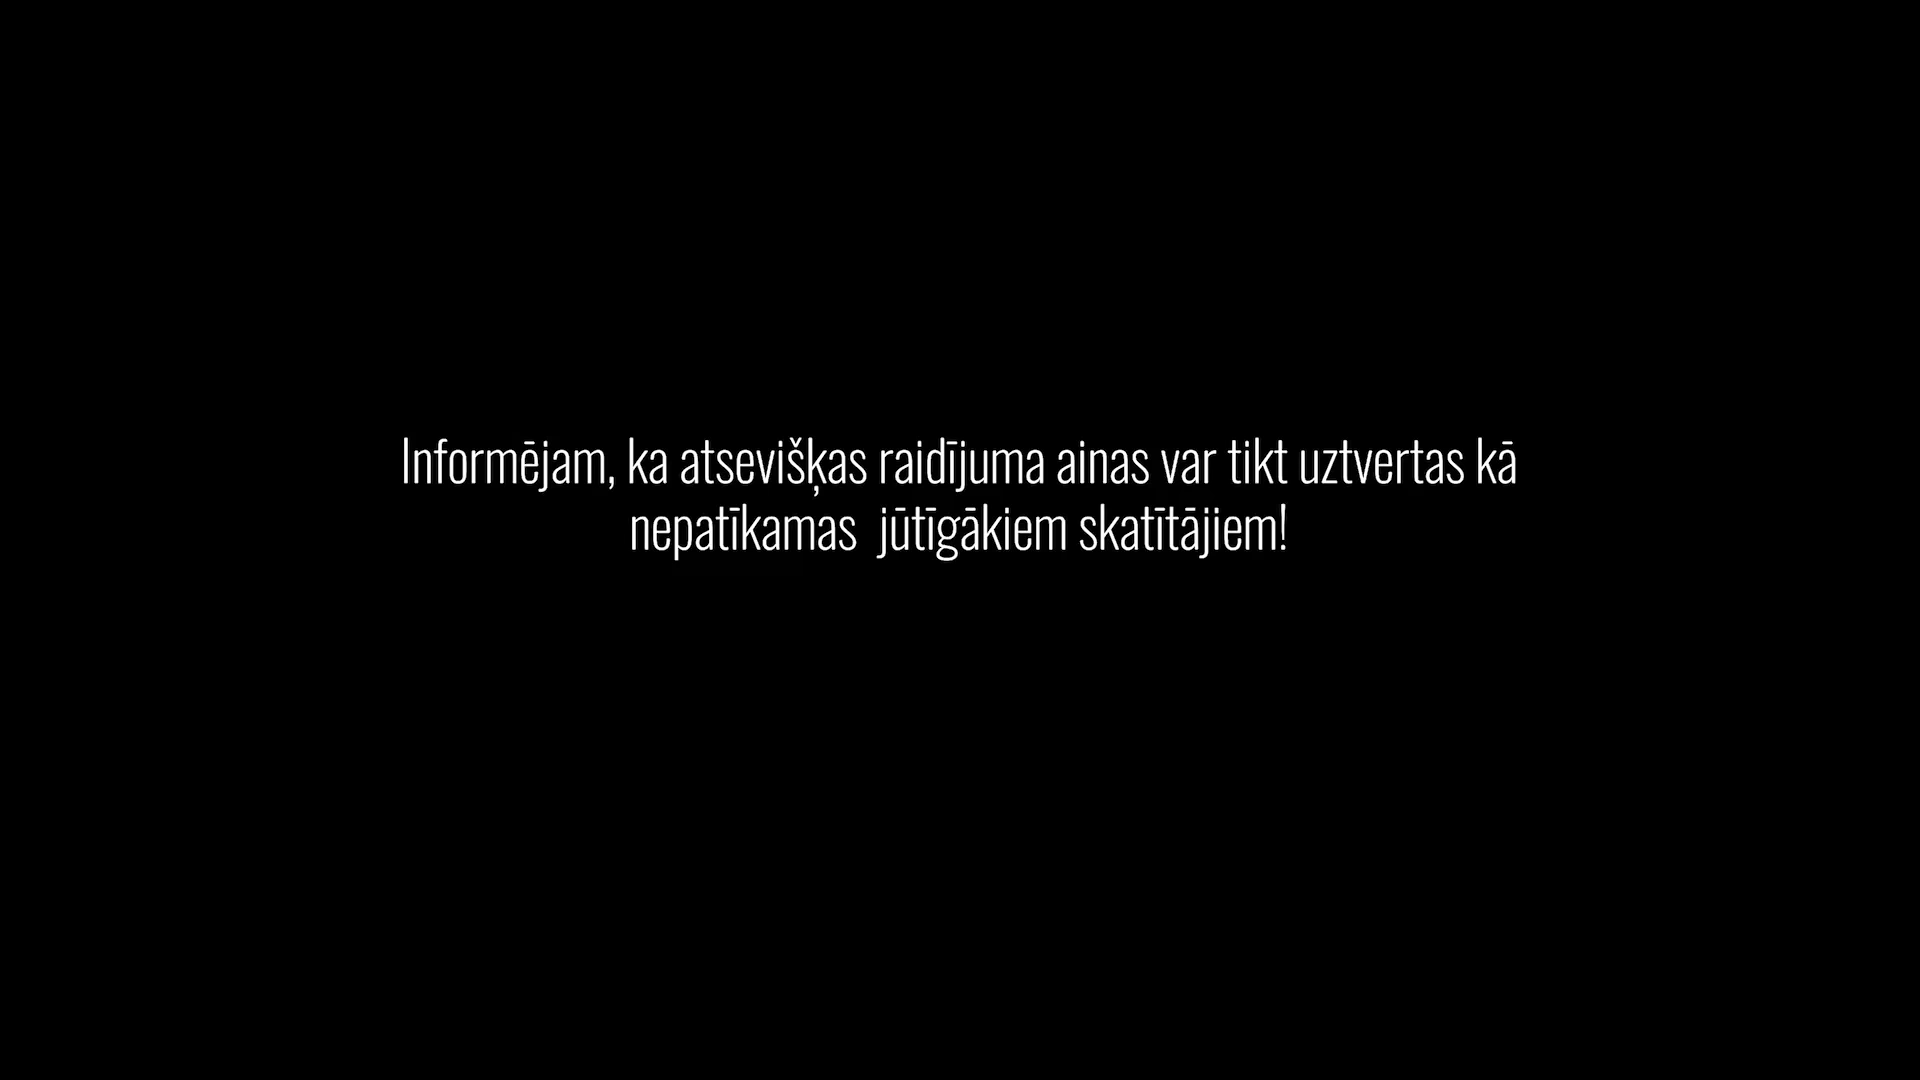 Informējam, ka atsevišķas raidījuma ainas var tikt uztvertas kā
nepatīkamas  jūtīgākiem skatītājiem!